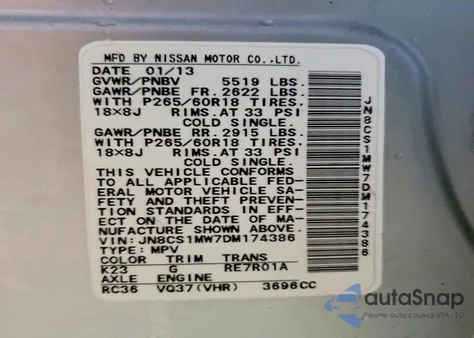 MFD BY NISSAN MOTOR CO.,LTD.
DATE 01/13
GVWR/PNBV 5519 LBS.
GAWR/PNBE FR. 2622 LBS.
WITH P265/60R18 TIRES.
18×8J RIMS.AT 33 PSI
COLD SINGLE.
GAWR/PNBE RR. 2915 LBS.
WITH P265/60R18 TIRES.
18×8J RIMS.AT 33 PSI
COLD SINGLE.
THIS VEHICLE CONFORMS
TO ALL APPLICABLE FED-
ERAL MOTOR VEHICLE SA-
FETY AND THEFT PREVEN-
TION STANDARDS IN EFF-
ECT ON THE DATE OF MA-
NUFACTURE SHOWN ABOVE.
VIN: JN8CS1MW7DM174386
TYPE: MPV
COLOR TRIM TRANS
K23 G RE7R01A
AXLE ENGINE
RC36 VQ37(VHR) 3696CC
JN8CS1MW7DM174386
autoSnap
Pewne auta z USA - EU